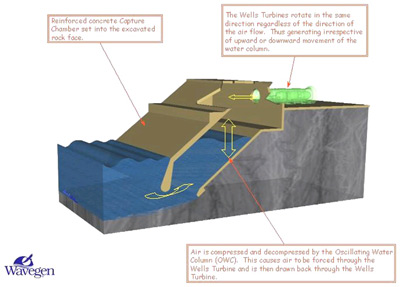 The Wells Turbines rotate in the same
direction regardless of the direction of
the air flow. Thus generating irrespective
of upward or downward movement of the
water column.
Reinforced concrete Capture
Chamber set into the excavated
rock face.
Air is compressed and decompressed by the Oscillating Water
Column (OWC). This causes air to be forced through the
Wells Turbine and is then drawn back through the Wells
Turbine.
Wavegen